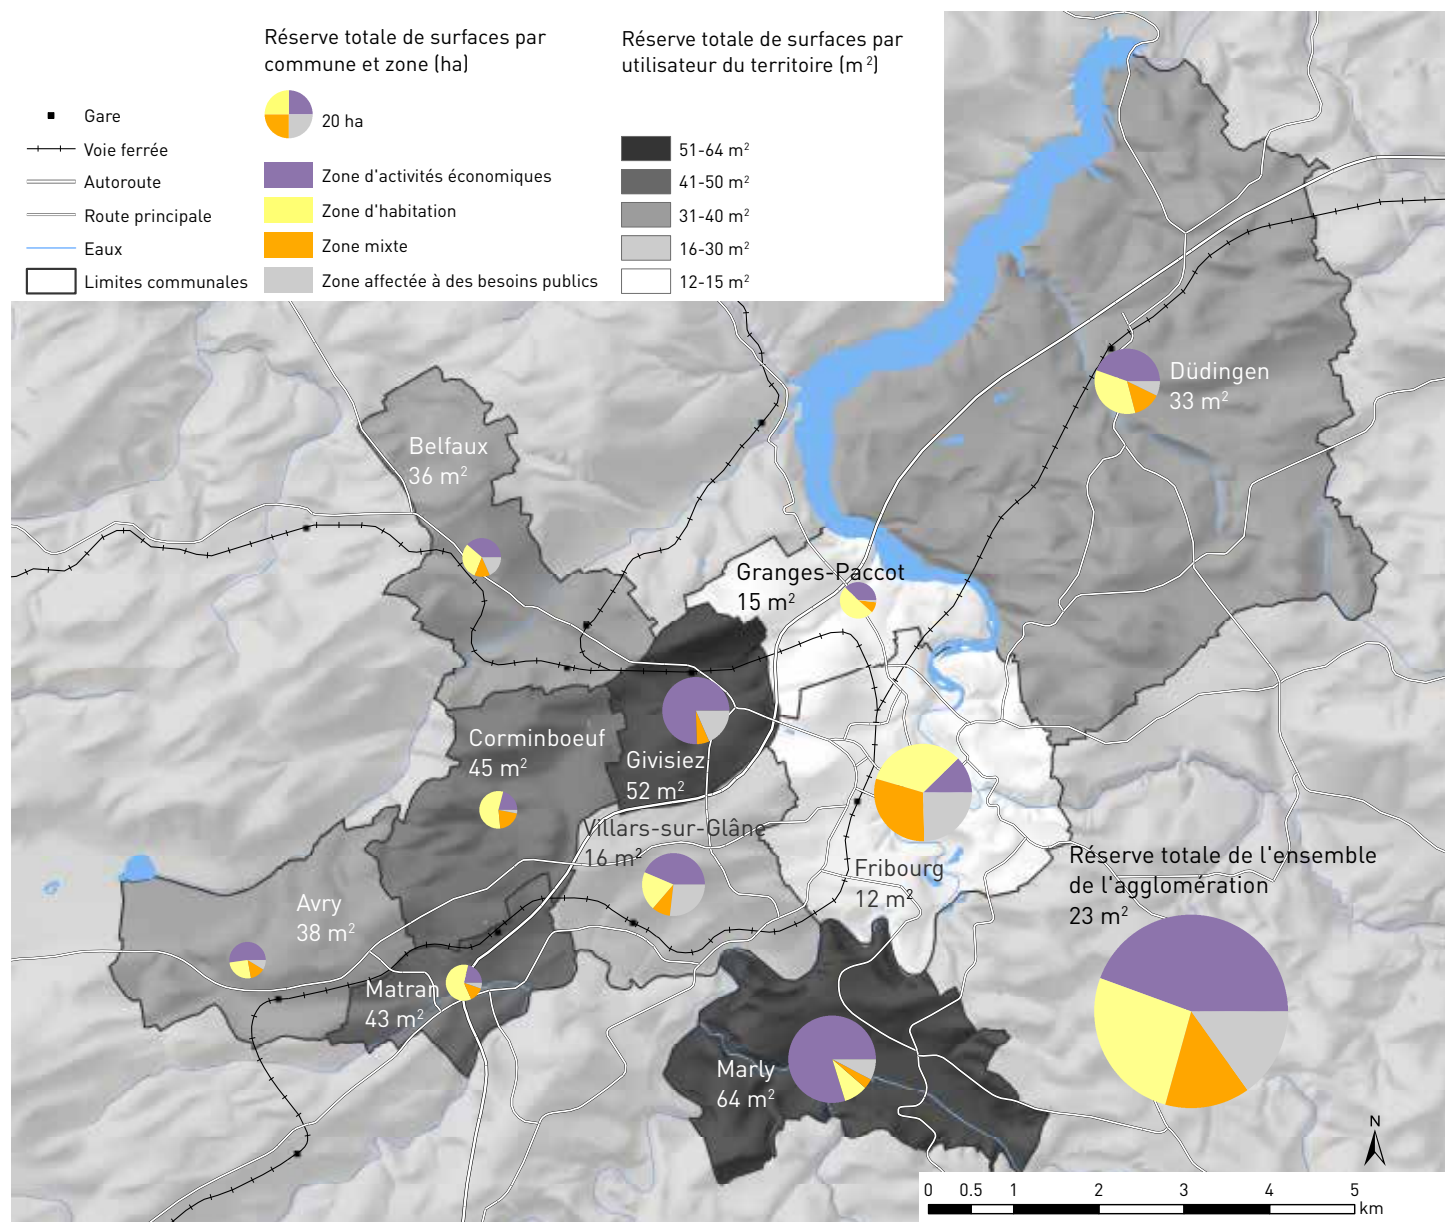 Réserve totale de surfaces par
commune et zone (ha)
20 ha
Réserve totale de surfaces par
utilisateur du territoire (m²)
Gare
Voie ferrée
Autoroute
Route principale
Eaux
Limites communales
Zone d'activités économiques
Zone d'habitation
Zone mixte
Zone affectée à des besoins publics
51-64 m²
41-50 m²
31-40 m²
16-30 m²
12-15 m²
Düdingen
33 m²
Belfaux
36 m²
Granges-Paccot
15 m²
Corminboeuf
45 m²
Givisiez
52 m²
Villars-sur-Glâne
16 m²
Fribourg
12 m²
Réserve totale de l'ensemble
de l'agglomération
23 m²
Avry
38 m²
Matran
43 m²
Marly
64 m²
N
0 0.5 1 2 3 4 5
km